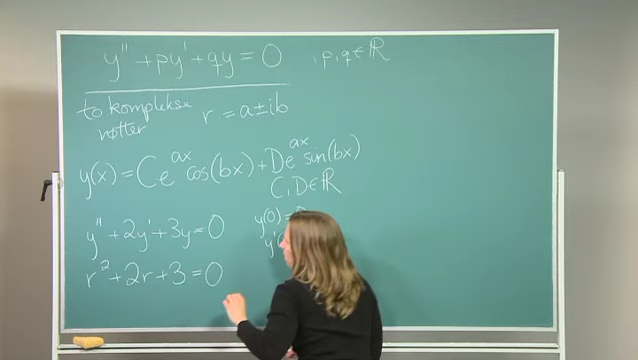 y'' + py' + qy = 0 , p, q ∈ ℝ
to komplekse
røtter
r = a ± ib
y(x) = Ce^{ax} cos(bx) + De^{ax} sin(bx)
C, D ∈ ℝ
y'' + 2y' + 3y = 0
y(0) =
y'
r² + 2r + 3 = 0